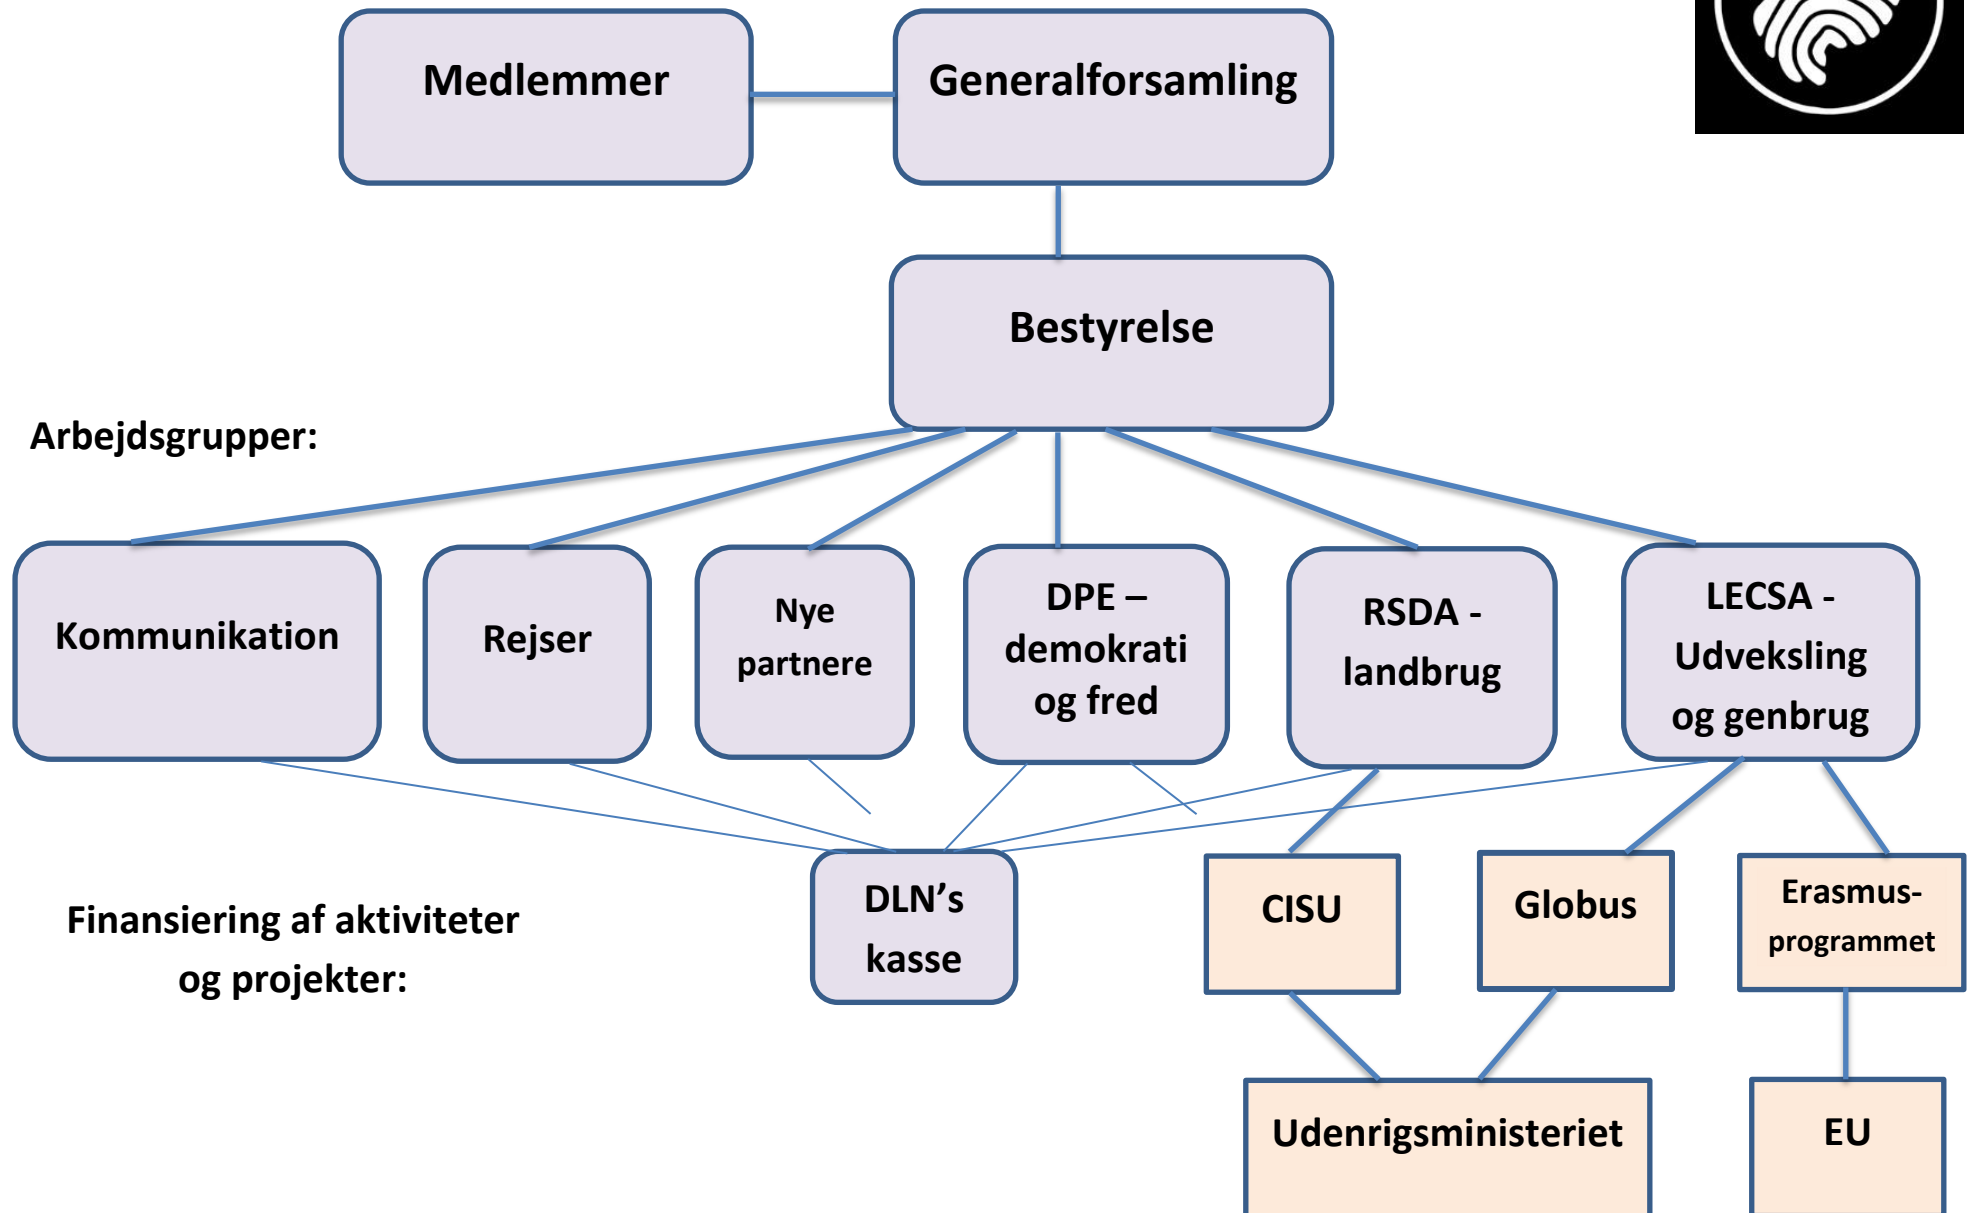 Medlemmer
Generalforsamling
Bestyrelse
Arbejdsgrupper:
Kommunikation
Rejser
Nye
partnere
DPE –
demokrati
og fred
RSDA -
landbrug
LECSA -
Udveksling
og genbrug
Finansiering af aktiviteter
og projekter:
DLN’s
kasse
CISU
Globus
Erasmus-
programmet
Udenrigsministeriet
EU